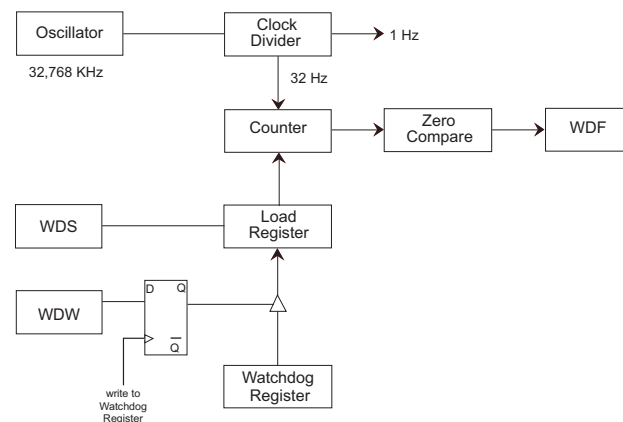 Oscillator
Clock
Divider
1 Hz
32,768 KHz
32 Hz
Counter
Zero
Compare
WDF
WDS
Load
Register
D
Q
WDW
Q
Watchdog
Register
write to
Watchdog
Register